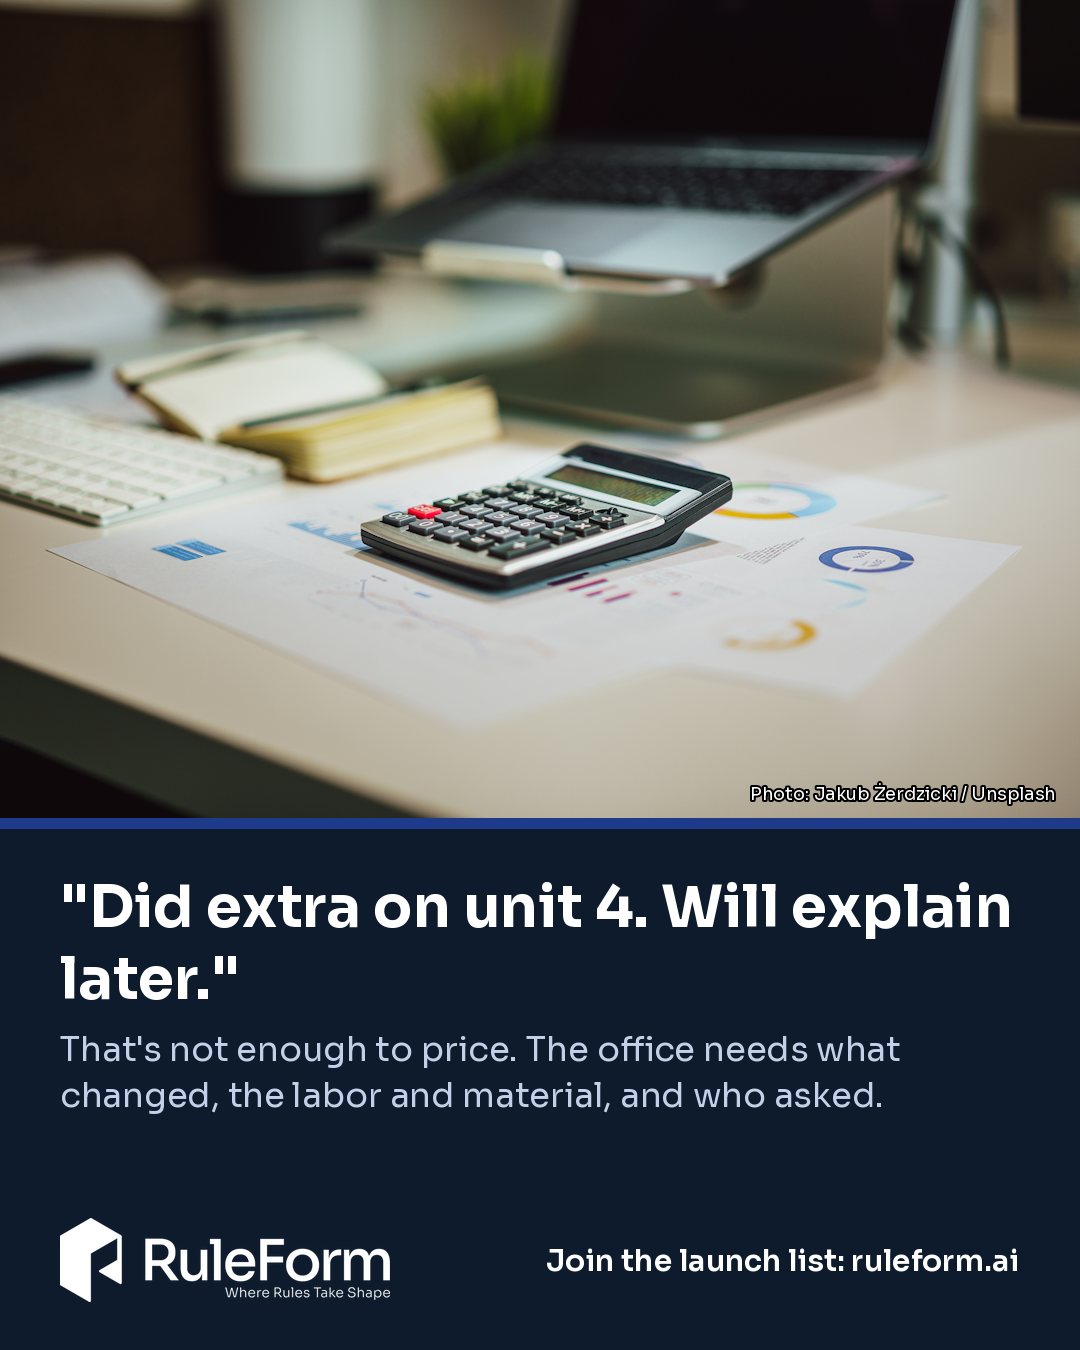 Photo: Jakub Żerdzicki / Unsplash
"Did extra on unit 4. Will explain
later."
That's not enough to price. The office needs what
changed, the labor and material, and who asked.
RuleForm
Where Rules Take Shape
Join the launch list: ruleform.ai